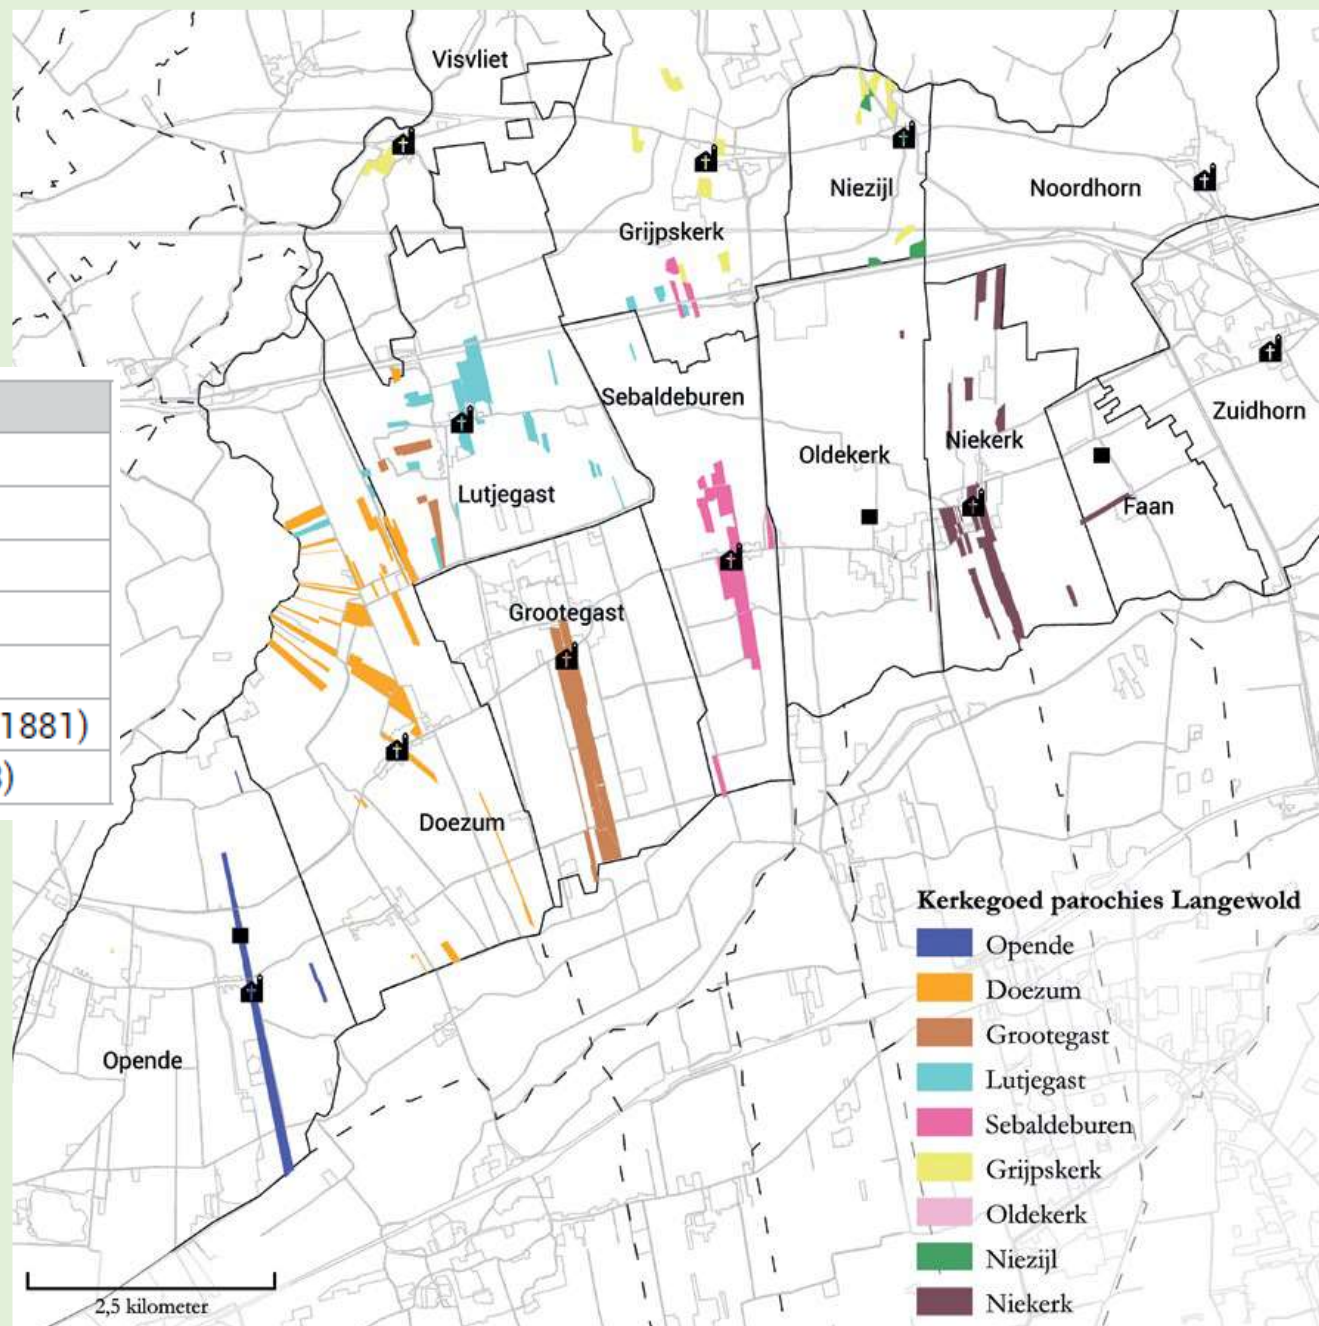 Visvliet
Niezijl
Noordhorn
Grijpskerk
Sebaldeburen
Zuidhorn
Oldekerk
Niekerk
Lutjegast
Faan
Grootegast
1881)
)
Doezum
Opende
Kerkegoed parochies Langewold
Opende
Doezum
Grootegast
Lutjegast
Sebaldeburen
Grijpskerk
Oldekerk
Niezijl
Niekerk
2,5 kilometer